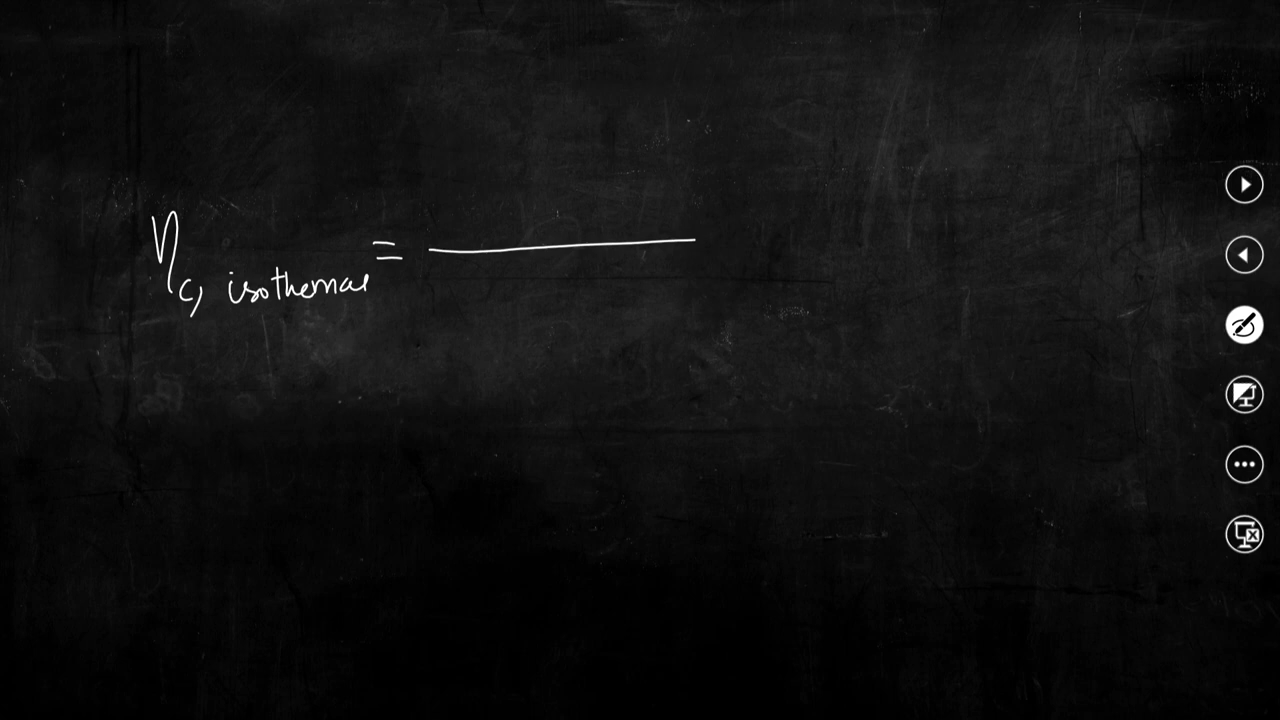 η c, isothermal =